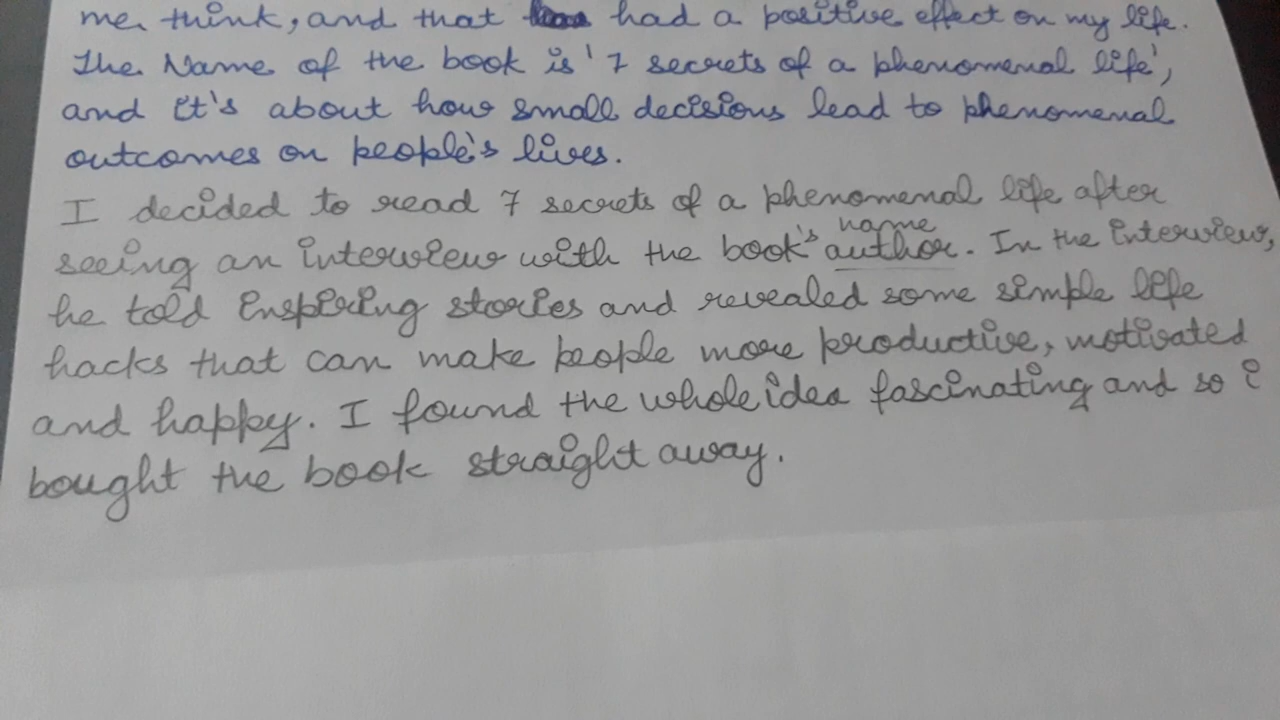 me think, and that had a positive effect on my life.
The Name of the book is '7 secrets of a phenomenal life',
and it's about how small decisions lead to phenomenal
outcomes on people's lives.
I decided to read 7 secrets of a phenomenal life after
name
seeing an interview with the book's author. In the interview,
he told inspiring stories and revealed some simple life
hacks that can make people more productive, motivated
and happy. I found the whole idea fascinating and so i
bought the book straight away.